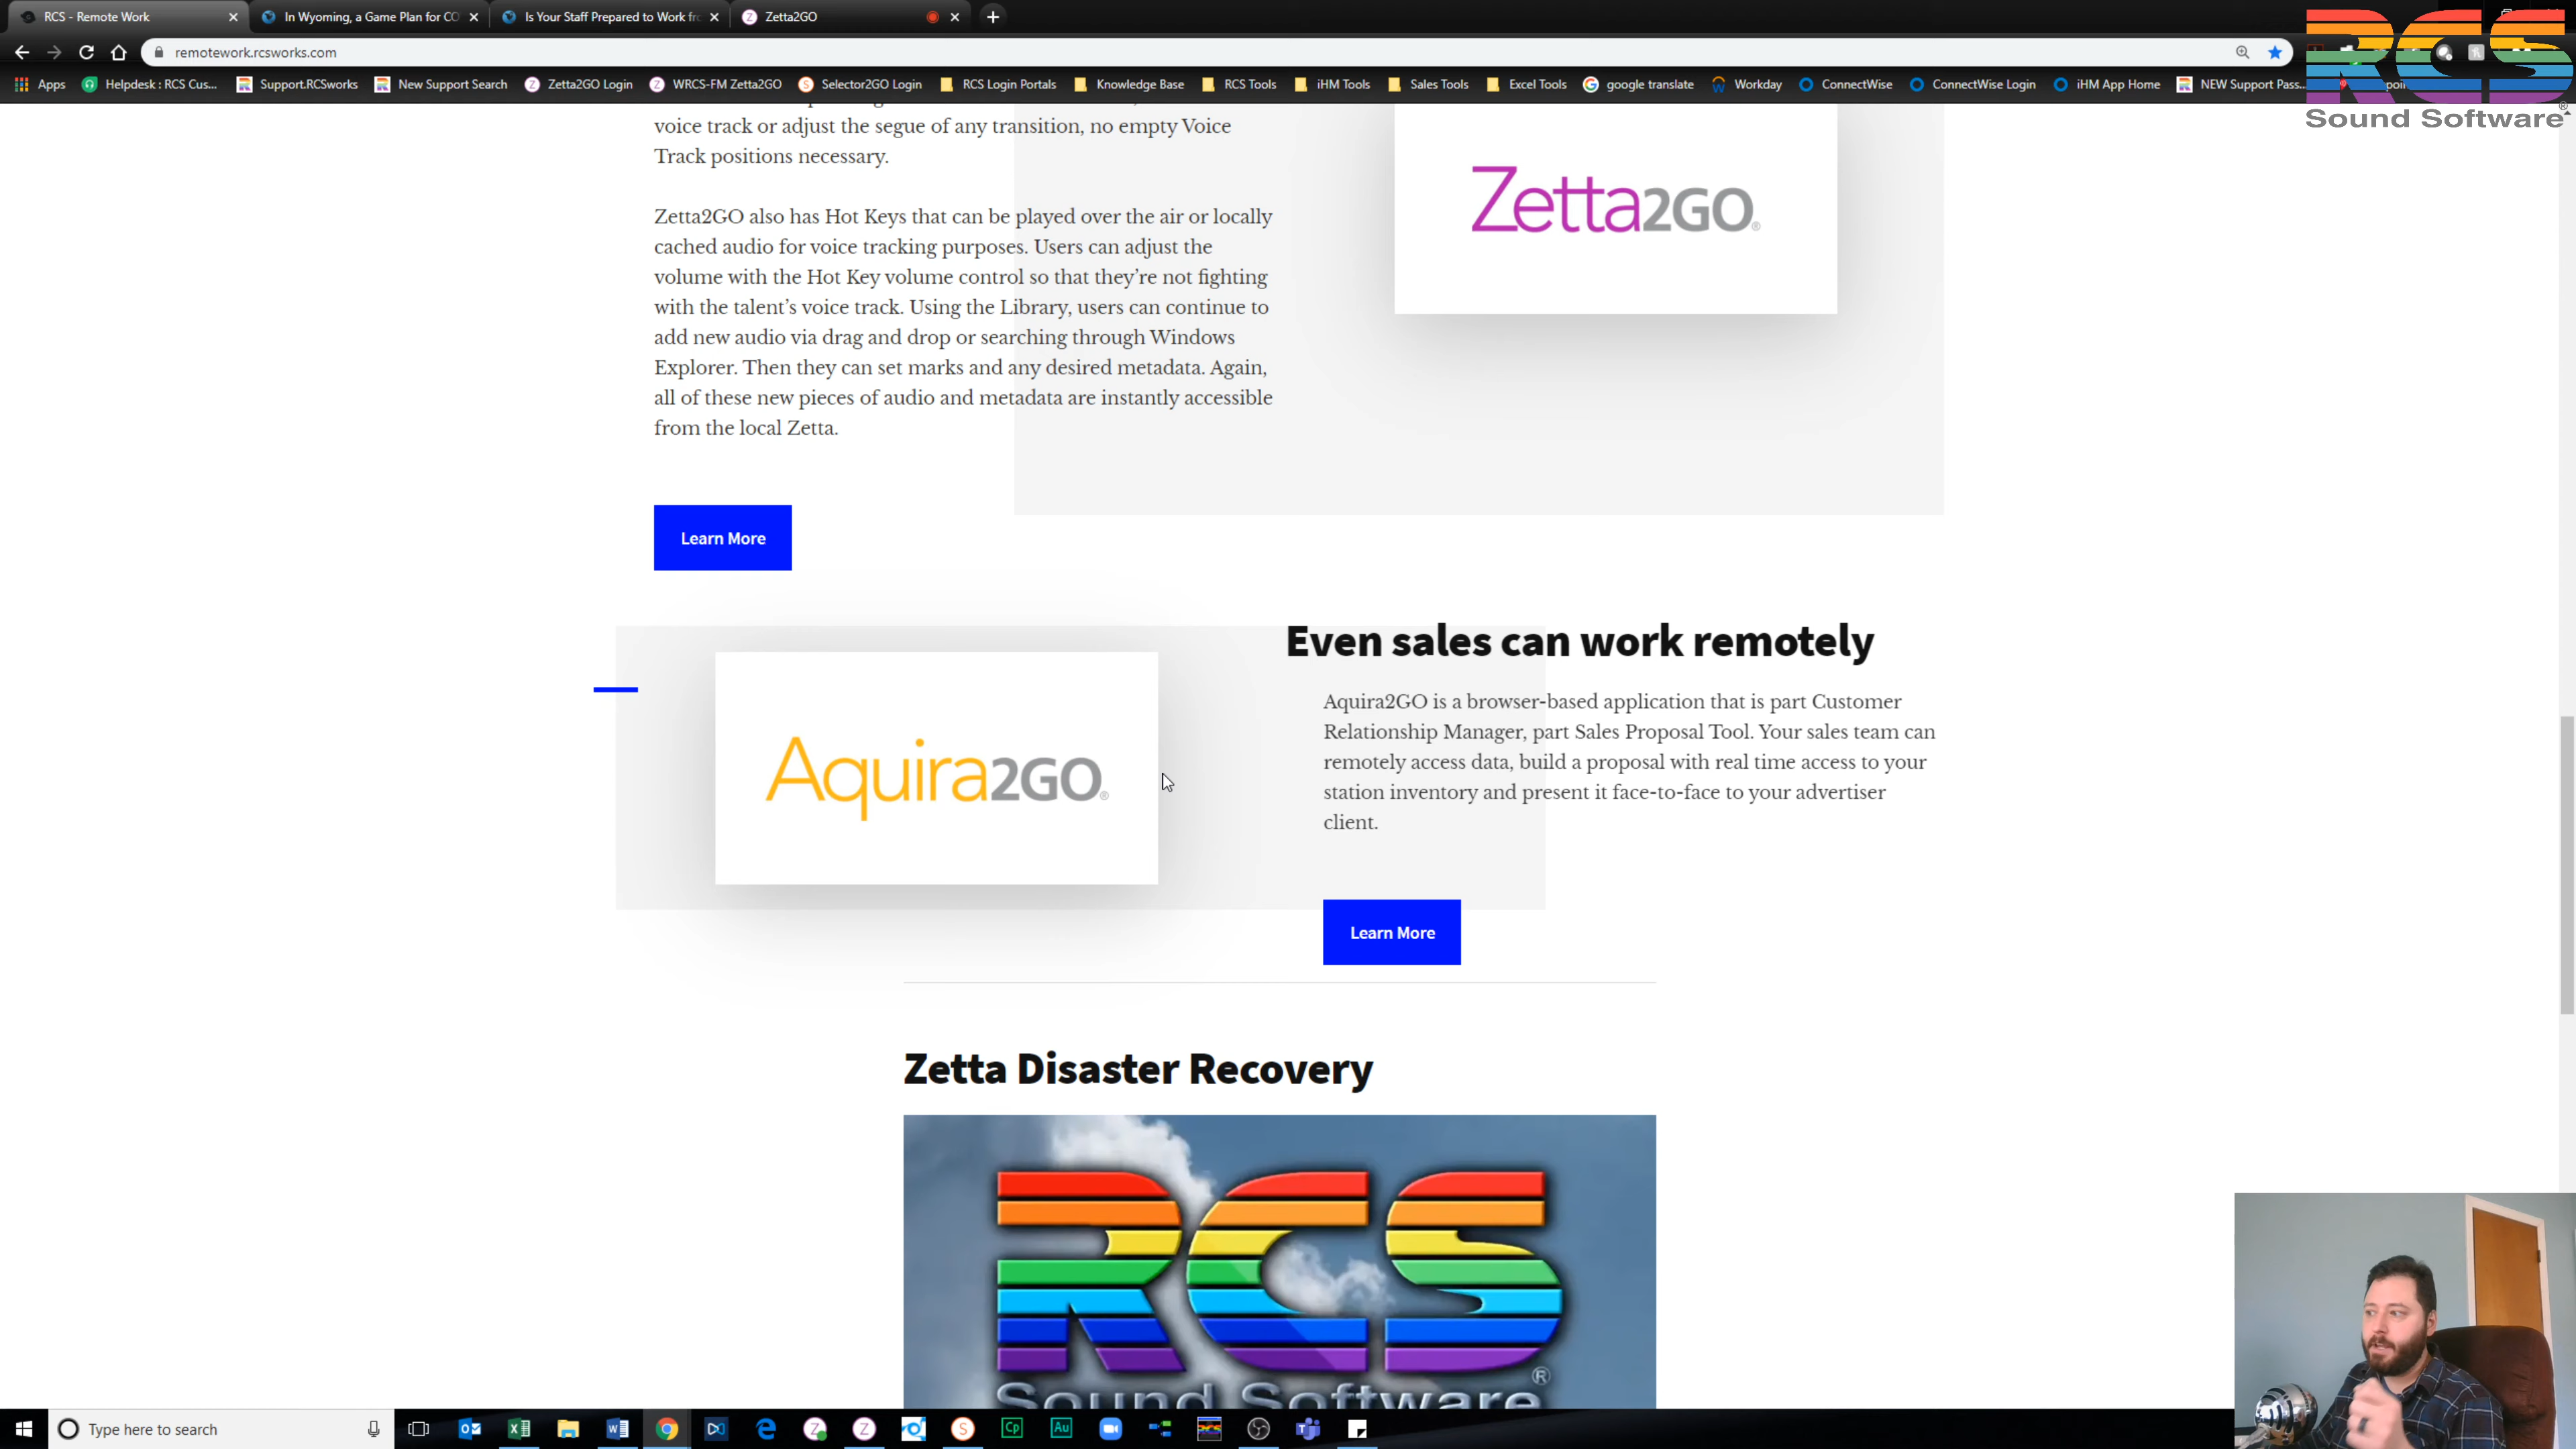 RCS - Remote Work
In Wyoming, a Game Plan for CO
Is Your Staff Prepared to Work fr
Zetta2GO
remotework.rcsworks.com
Apps
Helpdesk : RCS Cus...
Support.RCSworks
New Support Search
Zetta2GO Login
WRCS-FM Zetta2GO
Selector2GO Login
RCS Login Portals
Knowledge Base
RCS Tools
iHM Tools
Sales Tools
Excel Tools
google translate
Workday
ConnectWise
ConnectWise Login
iHM App Home
NEW Support Pass...
RCS
Sound Software
voice track or adjust the segue of any transition, no empty Voice
Track positions necessary.
Zetta2GO also has Hot Keys that can be played over the air or locally
cached audio for voice tracking purposes. Users can adjust the
volume with the Hot Key volume control so that they're not fighting
with the talent's voice track. Using the Library, users can continue to
add new audio via drag and drop or searching through Windows
Explorer. Then they can set marks and any desired metadata. Again,
all of these new pieces of audio and metadata are instantly accessible
from the local Zetta.
Zetta2GO®
Learn More
Aquira2GO®
Even sales can work remotely
Aquira2GO is a browser-based application that is part Customer
Relationship Manager, part Sales Proposal Tool. Your sales team can
remotely access data, build a proposal with real time access to your
station inventory and present it face-to-face to your advertiser
client.
Learn More
Zetta Disaster Recovery
RCS®
Sound Software
Type here to search